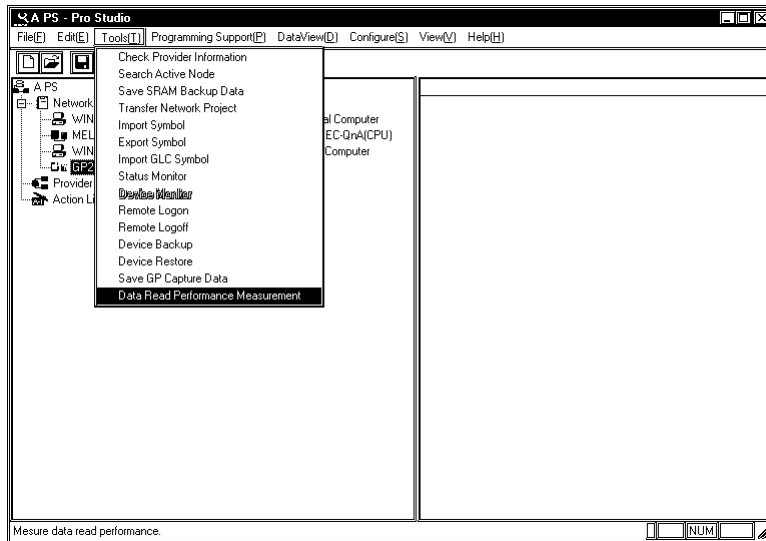 A PS - Pro Studio
File(F) Edit(E) Tools(T) Programming Support(P) DataView(D) Configure(S) View(V) Help(H)
Check Provider Information
Search Active Node
Save SRAM Backup Data
Transfer Network Project
Import Symbol
Export Symbol
Import GLC Symbol
Status Monitor
Device Monitor
Remote Logon
Remote Logoff
Device Backup
Device Restore
Save GP Capture Data
Data Read Performance Measurement
A PS
Network
WIN al Computer
MEL EC-QnA(CPU)
WIN Computer
GP2
Provider
Action Li
Mesure data read performance.
NUM